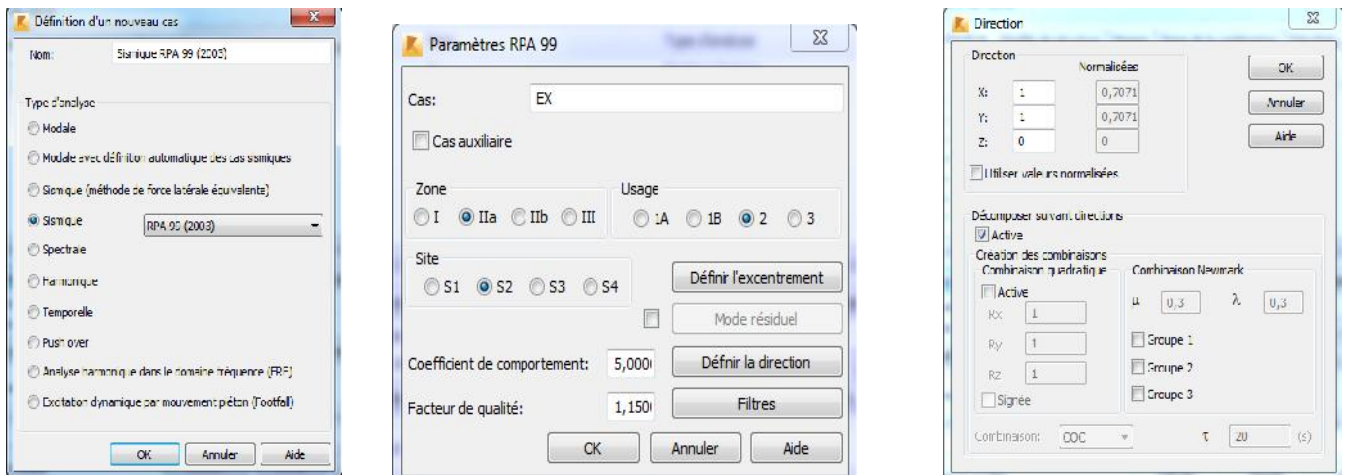 Définition d'un nouveau cas
Nom: Sismique RPA 99 (2003)
Type d'analyse
Modale
Modale avec définition automatique des cas sismiques
Sismique (méthode de force latérale équivalente)
Sismique RPA 99 (2003)
Spectrale
Harmonique
Temporelle
Push over
Analyse harmonique dans le domaine fréquence (FRF)
Excitation dynamique par mouvement piéton (Footfall)
OK Annuler Aide
Paramètres RPA 99
Cas: EX
Cas auxiliaire
Zone Usage
I IIa IIb III 1A 1B 2 3
Site
S1 S2 S3 S4
Définir l'excentrement
Mode résiduel
Coefficient de comportement: 5,000 Défnir la direction
Facteur de qualité: 1,150 Filtres
OK Annuler Aide
Direction
Direction
Normalisées
X: 1 0,7071
Y: 1 0,7071
Z: 0 0
Utiliser valeurs normalisées
OK
Annuler
Aide
Décomposer suivant directions
Active
Création des combinaisons
Combinaison quadratique
Active
Rx 1
Ry 1
Rz 1
Signée
Combinaison Newmark
μ 0,3 λ 0,3
Groupe 1
Groupe 2
Groupe 3
Combinaison: CQC τ 20 (s)